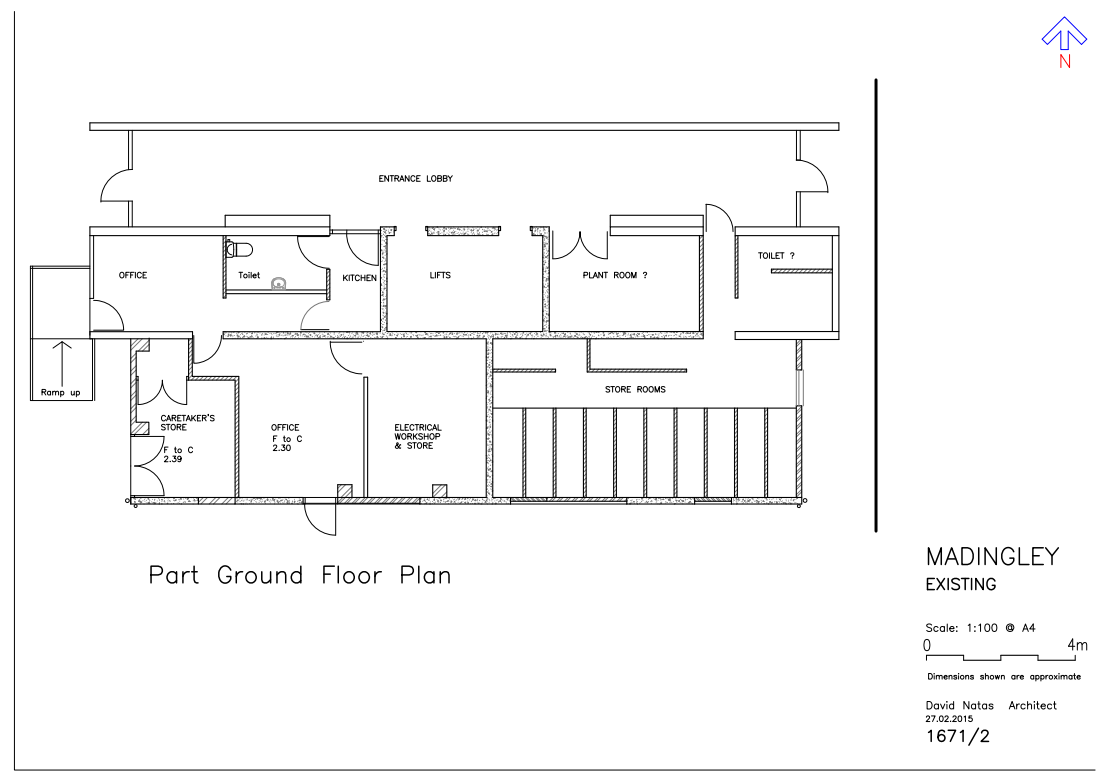 N
ENTRANCE LOBBY
OFFICE
Toilet
KITCHEN
LIFTS
PLANT ROOM ?
TOILET ?
Ramp up
CARETAKER'S
STORE
F to C
2.39
OFFICE
F to C
2.30
ELECTRICAL
WORKSHOP
& STORE
STORE ROOMS
Part Ground Floor Plan
MADINGLEY
EXISTING
Scale: 1:100 @ A4
0 4m
Dimensions shown are approximate
David Natas Architect
27.02.2015
1671/2